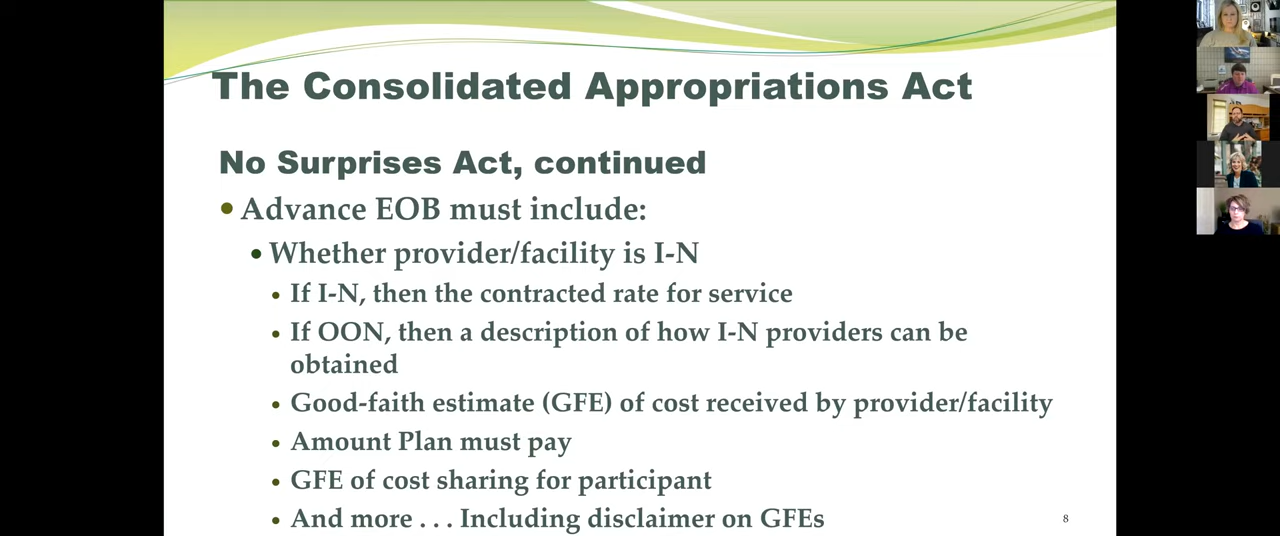 The Consolidated Appropriations Act
No Surprises Act, continued
• Advance EOB must include:
• Whether provider/facility is I-N
• If I-N, then the contracted rate for service
• If OON, then a description of how I-N providers can be
obtained
• Good-faith estimate (GFE) of cost received by provider/facility
• Amount Plan must pay
• GFE of cost sharing for participant
• And more . . . Including disclaimer on GFEs
8